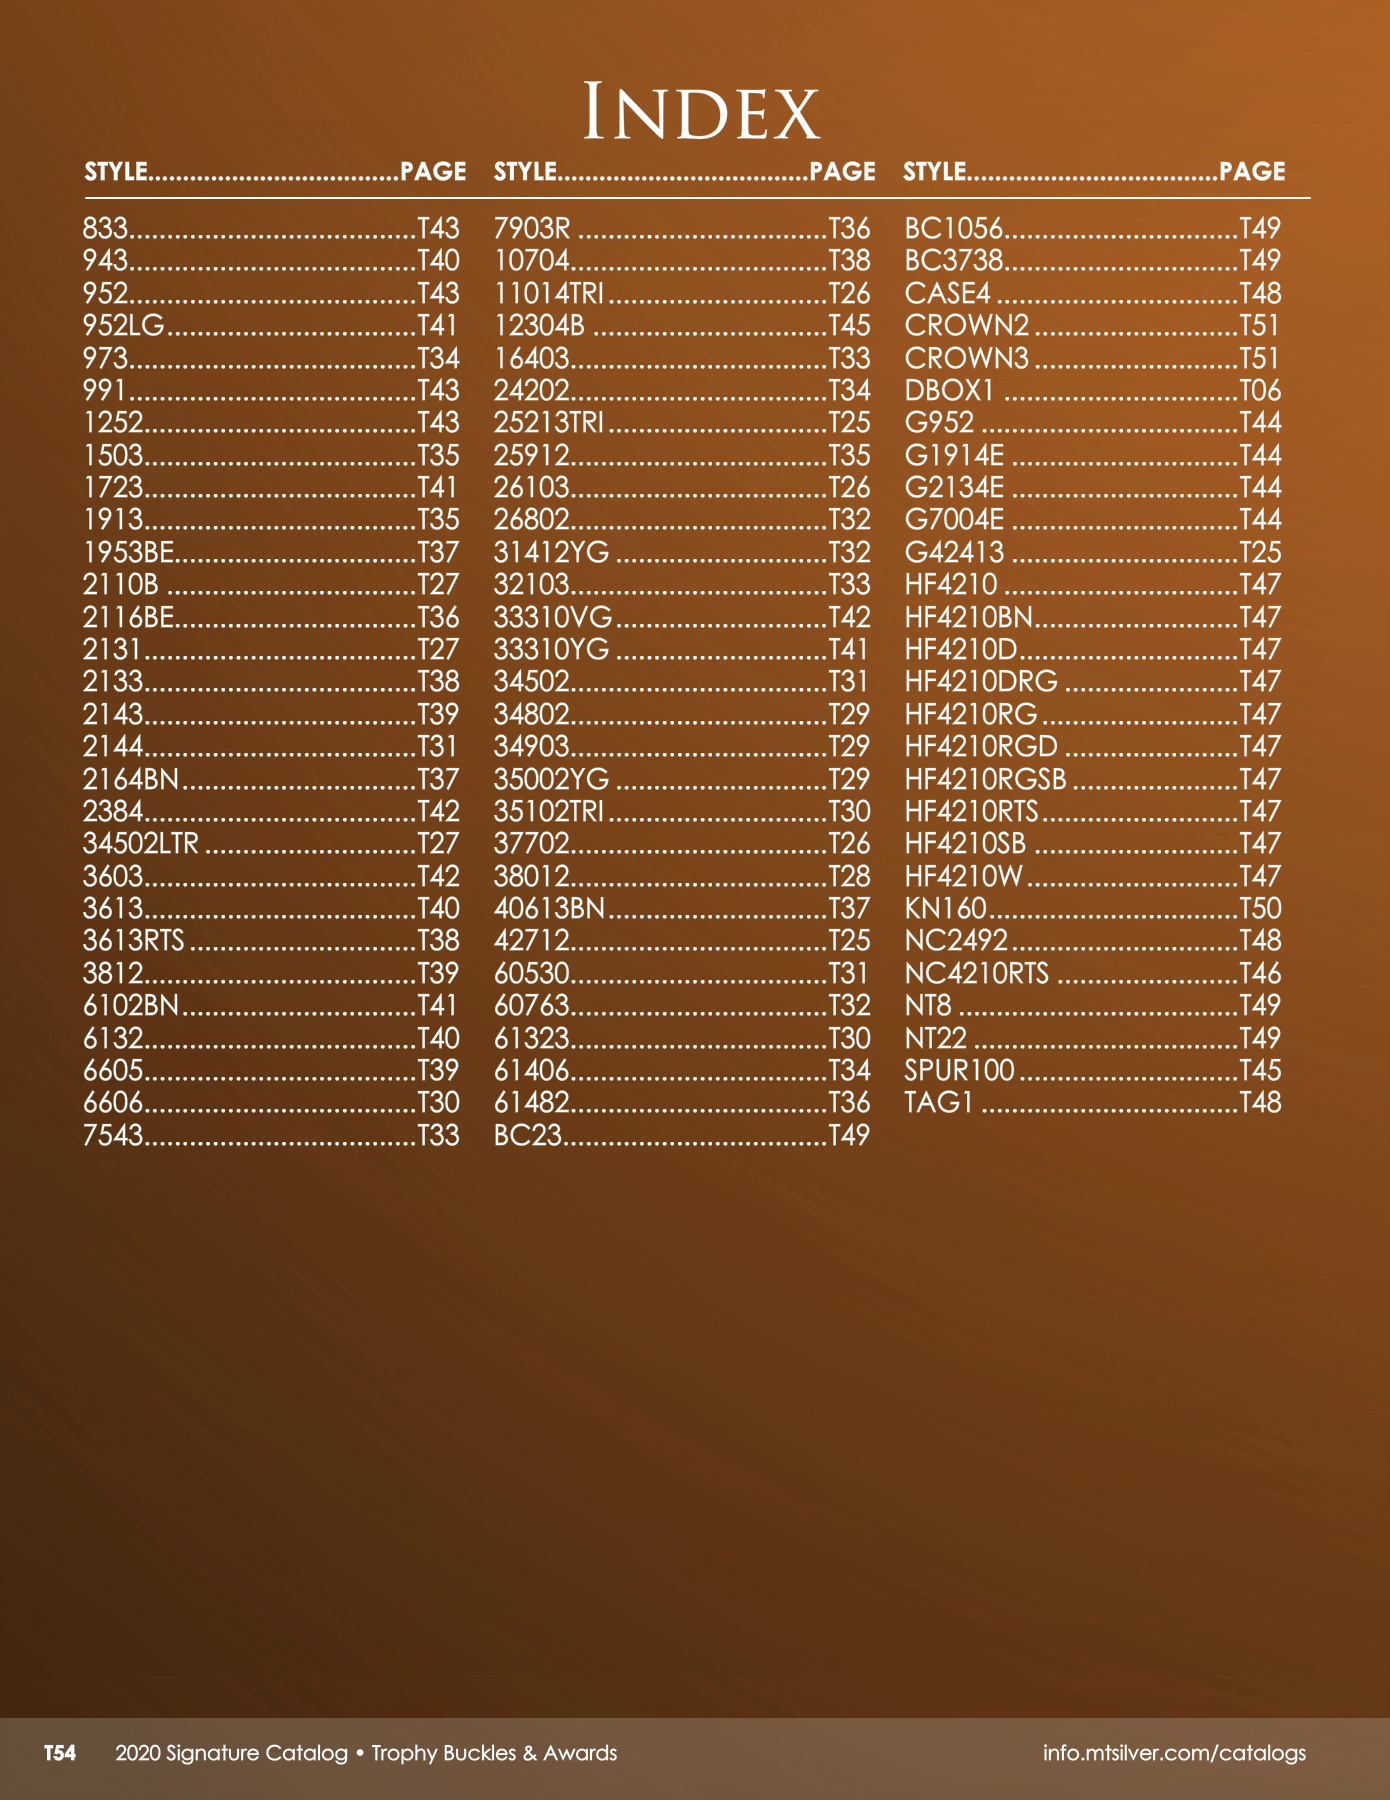 INDEX
STYLE....................................PAGE
833......................................T43
943......................................T40
952......................................T43
952LG.................................T41
973......................................T34
991......................................T43
1252....................................T43
1503....................................T35
1723....................................T41
1913....................................T35
1953BE................................T37
2110B .................................T27
2116BE................................T36
2131....................................T27
2133....................................T38
2143....................................T39
2144....................................T31
2164BN...............................T37
2384....................................T42
34502LTR ............................T27
3603....................................T42
3613....................................T40
3613RTS ..............................T38
3812....................................T39
6102BN...............................T41
6132....................................T40
6605....................................T39
6606....................................T30
7543....................................T33
STYLE....................................PAGE
7903R .................................T36
10704..................................T38
11014TRI.............................T26
12304B ...............................T45
16403..................................T33
24202..................................T34
25213TRI.............................T25
25912..................................T35
26103..................................T26
26802..................................T32
31412YG ............................T32
32103..................................T33
33310VG............................T42
33310YG ............................T41
34502..................................T31
34802..................................T29
34903..................................T29
35002YG ............................T29
35102TRI.............................T30
37702..................................T26
38012..................................T28
40613BN.............................T37
42712..................................T25
60530..................................T31
60763..................................T32
61323..................................T30
61406..................................T34
61482..................................T36
BC23...................................T49
STYLE....................................PAGE
BC1056...............................T49
BC3738...............................T49
CASE4 ................................T48
CROWN2 ...........................T51
CROWN3 ...........................T51
DBOX1 ...............................T06
G952 ..................................T44
G1914E ..............................T44
G2134E ..............................T44
G7004E ..............................T44
G42413 ..............................T25
HF4210 ...............................T47
HF4210BN...........................T47
HF4210D.............................T47
HF4210DRG .......................T47
HF4210RG..........................T47
HF4210RGD .......................T47
HF4210RGSB ......................T47
HF4210RTS..........................T47
HF4210SB ...........................T47
HF4210W............................T47
KN160.................................T50
NC2492..............................T48
NC4210RTS ........................T46
NT8 .....................................T49
NT22 ...................................T49
SPUR100.............................T45
TAG1 ..................................T48
T54 2020 Signature Catalog • Trophy Buckles & Awards info.mtsilver.com/catalogs